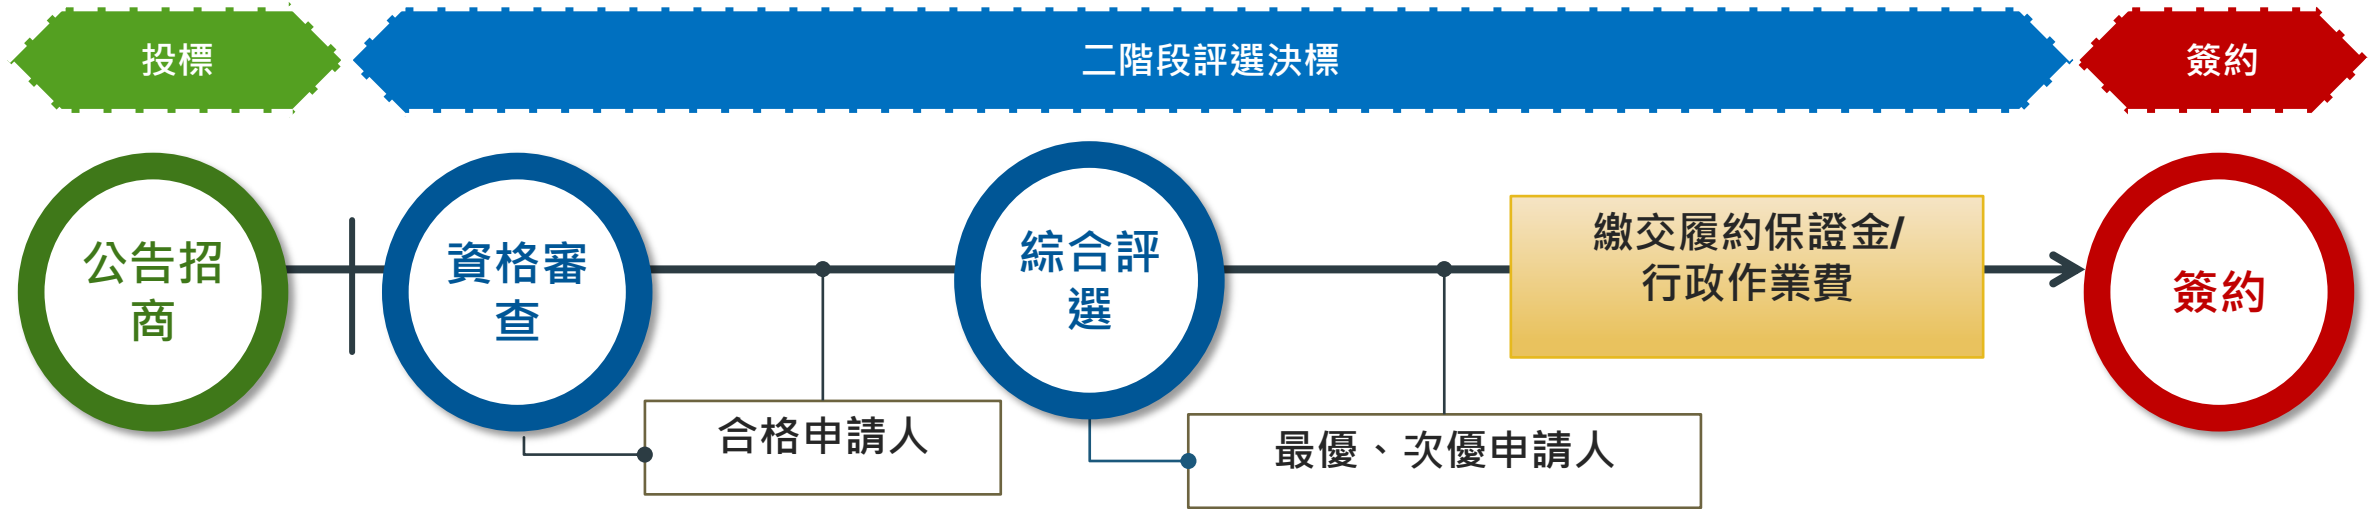 投標
二階段評選決標
簽約
公告招
商
資格審
查
綜合評
選
繳交履約保證金/
行政作業費
簽約
合格申請人
最優、次優申請人